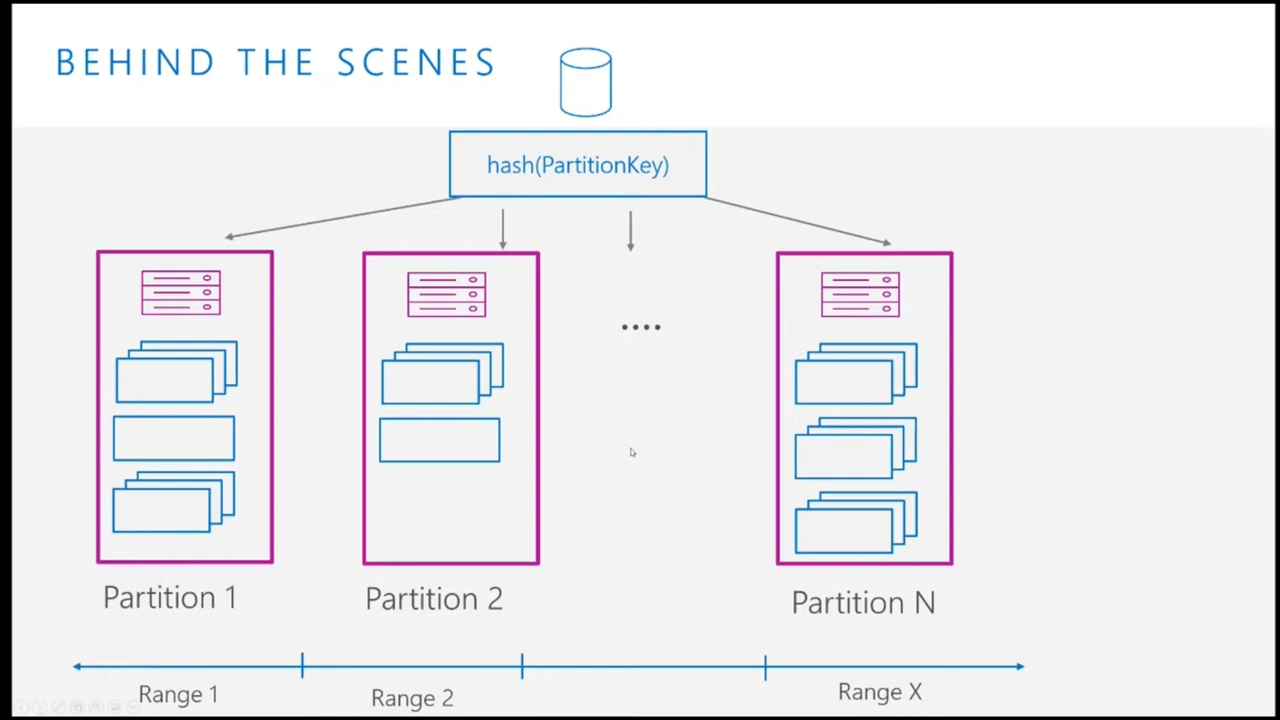 BEHIND THE SCENES
hash(PartitionKey)
....
Partition 1
Partition 2
Partition N
Range 1
Range 2
Range X